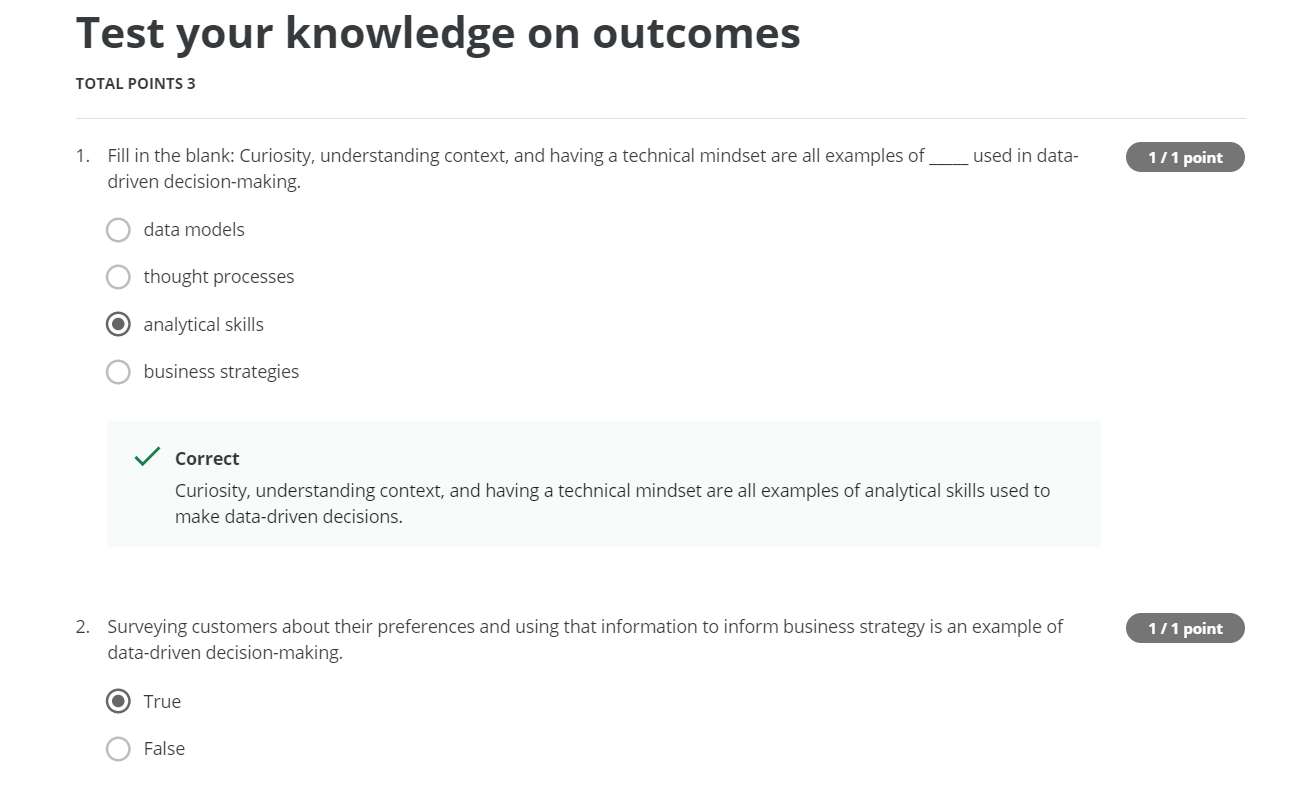 Test your knowledge on outcomes
TOTAL POINTS 3
1. Fill in the blank: Curiosity, understanding context, and having a technical mindset are all examples of _____ used in data-
driven decision-making.
1 / 1 point
data models
thought processes
analytical skills
business strategies
Correct
Curiosity, understanding context, and having a technical mindset are all examples of analytical skills used to
make data-driven decisions.
2. Surveying customers about their preferences and using that information to inform business strategy is an example of
data-driven decision-making.
1 / 1 point
True
False